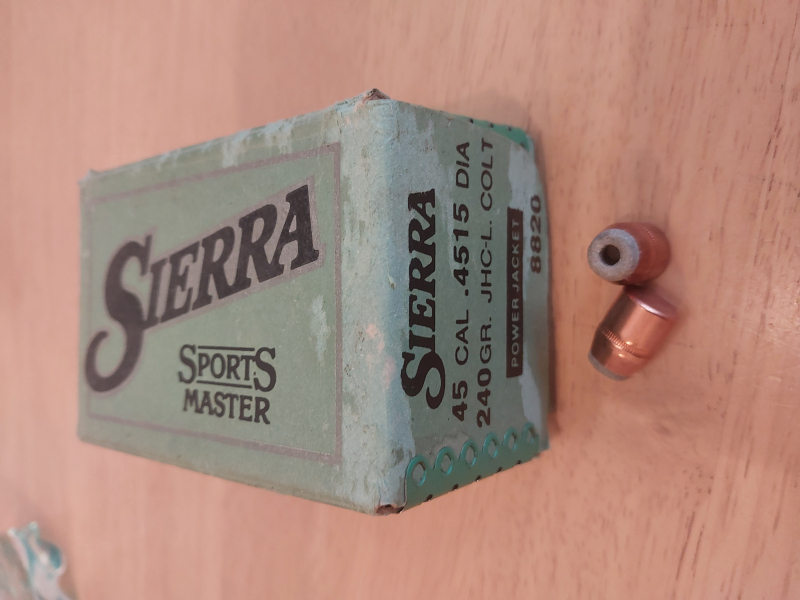 SIERRA
SPORTS
MASTER
SIERRA
45 CAL .4515 DIA
240 GR. JHC-L. COLT
POWER JACKET
8820